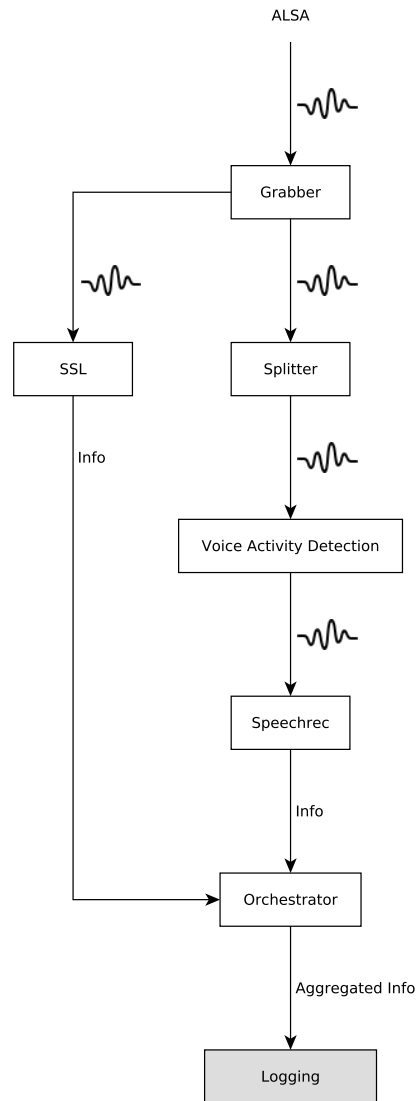 ALSA
Grabber
SSL
Splitter
Info
Voice Activity Detection
Speechrec
Info
Orchestrator
Aggregated Info
Logging